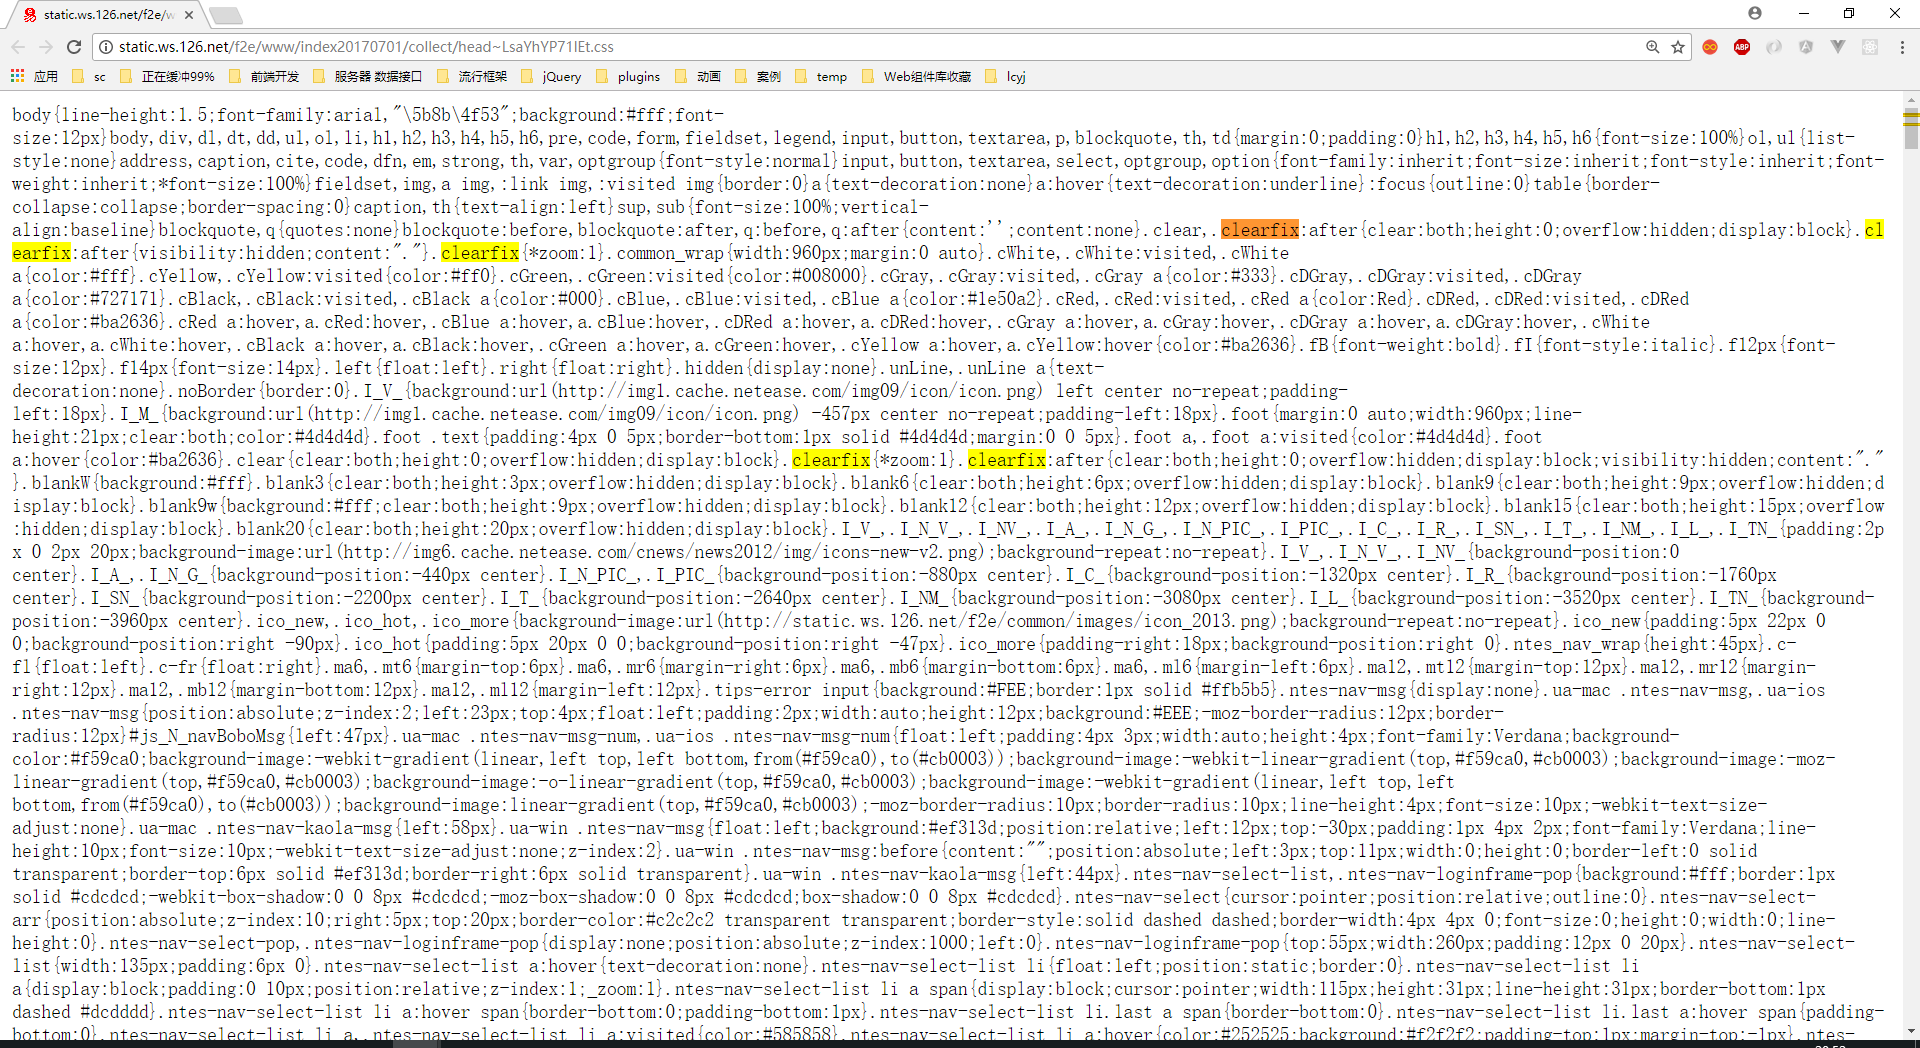 static.ws.126.net/f2e/w
static.ws.126.net/f2e/www/index20170701/collect/head~LsaYhYP71IEt.css
ABP
应用 sc 正在缓冲99% 前端开发 服务器 数据接口 流行框架 jQuery plugins 动画 案例 temp Web组件库收藏 lcyj
body{line-height:1.5;font-family:arial,"\5b8b\4f53";background:#fff;font-
size:12px}body,div,dl,dt,dd,ul,ol,li,h1,h2,h3,h4,h5,h6,pre,code,form,fieldset,legend,input,button,textarea,p,blockquote,th,td{margin:0;padding:0}h1,h2,h3,h4,h5,h6{font-size:100%}ol,ul{list-
style:none}address,caption,cite,code,dfn,em,strong,th,var,optgroup{font-style:normal}input,button,textarea,select,optgroup,option{font-family:inherit;font-size:inherit;font-style:inherit;font-
weight:inherit;*font-size:100%}fieldset,img,a img,:link img,:visited img{border:0}a{text-decoration:none}a:hover{text-decoration:underline}:focus{outline:0}table{border-
collapse:collapse;border-spacing:0}caption,th{text-align:left}sup,sub{font-size:100%;vertical-
align:baseline}blockquote,q{quotes:none}blockquote:before,blockquote:after,q:before,q:after{content:'';content:none}.clear,.clearfix:after{clear:both;height:0;overflow:hidden;display:block}.cl
earfix:after{visibility:hidden;content:"."}.clearfix{*zoom:1}.common_wrap{width:960px;margin:0 auto}.cWhite,.cWhite:visited,.cWhite
a{color:#fff}.cYellow,.cYellow:visited{color:#ff0}.cGreen,.cGreen:visited{color:#008000}.cGray,.cGray:visited,.cGray a{color:#333}.cDGray,.cDGray:visited,.cDGray
a{color:#727171}.cBlack,.cBlack:visited,.cBlack a{color:#000}.cBlue,.cBlue:visited,.cBlue a{color:#1e50a2}.cRed,.cRed:visited,.cRed a{color:Red}.cDRed,.cDRed:visited,.cDRed
a{color:#ba2636}.cRed a:hover,a.cRed:hover,.cBlue a:hover,a.cBlue:hover,.cDRed a:hover,a.cDRed:hover,.cGray a:hover,a.cGray:hover,.cDGray a:hover,a.cDGray:hover,.cWhite
a:hover,a.cWhite:hover,.cBlack a:hover,a.cBlack:hover,.cGreen a:hover,a.cGreen:hover,.cYellow a:hover,a.cYellow:hover{color:#ba2636}.fB{font-weight:bold}.fI{font-style:italic}.f12px{font-
size:12px}.f14px{font-size:14px}.left{float:left}.right{float:right}.hidden{display:none}.unLine,.unLine a{text-
decoration:none}.noBorder{border:0}.I_V_{background:url(http://img1.cache.netease.com/img09/icon/icon.png) left center no-repeat;padding-
left:18px}.I_M_{background:url(http://img1.cache.netease.com/img09/icon/icon.png) -457px center no-repeat;padding-left:18px}.foot{margin:0 auto;width:960px;line-
height:21px;clear:both;color:#4d4d4d}.foot .text{padding:4px 0 5px;border-bottom:1px solid #4d4d4d;margin:0 0 5px}.foot a,.foot a:visited{color:#4d4d4d}.foot
a:hover{color:#ba2636}.clear{clear:both;height:0;overflow:hidden;display:block}.clearfix{*zoom:1}.clearfix:after{clear:both;height:0;overflow:hidden;display:block;visibility:hidden;content:"."
}.blankW{background:#fff}.blank3{clear:both;height:3px;overflow:hidden;display:block}.blank6{clear:both;height:6px;overflow:hidden;display:block}.blank9{clear:both;height:9px;overflow:hidden;d
isplay:block}.blank9w{background:#fff;clear:both;height:9px;overflow:hidden;display:block}.blank12{clear:both;height:12px;overflow:hidden;display:block}.blank15{clear:both;height:15px;overflow
:hidden;display:block}.blank20{clear:both;height:20px;overflow:hidden;display:block}.I_V_,.I_N_V_,.I_NV_,.I_A_,.I_N_G_,.I_N_PIC_,.I_PIC_,.I_C_,.I_R_,.I_SN_,.I_T_,.I_NM_,.I_L_,.I_TN_{padding:2p
x 0 2px 20px;background-image:url(http://img6.cache.netease.com/cnews/news2012/img/icons-new-v2.png);background-repeat:no-repeat}.I_V_,.I_N_V_,.I_NV_{background-position:0
center}.I_A_,.I_N_G_{background-position:-440px center}.I_N_PIC_,.I_PIC_{background-position:-880px center}.I_C_{background-position:-1320px center}.I_R_{background-position:-1760px
center}.I_SN_{background-position:-2200px center}.I_T_{background-position:-2640px center}.I_NM_{background-position:-3080px center}.I_L_{background-position:-3520px center}.I_TN_{background-
position:-3960px center}.ico_new,.ico_hot,.ico_more{background-image:url(http://static.ws.126.net/f2e/common/images/icon_2013.png);background-repeat:no-repeat}.ico_new{padding:5px 22px 0
0;background-position:right -90px}.ico_hot{padding:5px 20px 0 0;background-position:right -47px}.ico_more{padding-right:18px;background-position:right 0}.ntes_nav_wrap{height:45px}.c-
fl{float:left}.c-fr{float:right}.ma6,.mt6{margin-top:6px}.ma6,.mr6{margin-right:6px}.ma6,.mb6{margin-bottom:6px}.ma6,.ml6{margin-left:6px}.ma12,.mt12{margin-top:12px}.ma12,.mr12{margin-
right:12px}.ma12,.mb12{margin-bottom:12px}.ma12,.ml12{margin-left:12px}.tips-error input{background:#FEE;border:1px solid #ffb5b5}.ntes-nav-msg{display:none}.ua-mac .ntes-nav-msg,.ua-ios
.ntes-nav-msg{position:absolute;z-index:2;left:23px;top:4px;float:left;padding:2px;width:auto;height:12px;background:#EEE;-moz-border-radius:12px;border-
radius:12px}#js_N_navBoboMsg{left:47px}.ua-mac .ntes-nav-msg-num,.ua-ios .ntes-nav-msg-num{float:left;padding:4px 3px;width:auto;height:4px;font-family:Verdana;background-
color:#f59ca0;background-image:-webkit-gradient(linear,left top,left bottom,from(#f59ca0),to(#cb0003));background-image:-webkit-linear-gradient(top,#f59ca0,#cb0003);background-image:-moz-
linear-gradient(top,#f59ca0,#cb0003);background-image:-o-linear-gradient(top,#f59ca0,#cb0003);background-image:-webkit-gradient(linear,left top,left
bottom,from(#f59ca0),to(#cb0003));background-image:linear-gradient(top,#f59ca0,#cb0003);-moz-border-radius:10px;border-radius:10px;line-height:4px;font-size:10px;-webkit-text-size-
adjust:none}.ua-mac .ntes-nav-kaola-msg{left:58px}.ua-win .ntes-nav-msg{float:left;background:#ef313d;position:relative;left:12px;top:-30px;padding:1px 4px 2px;font-family:Verdana;line-
height:10px;font-size:10px;-webkit-text-size-adjust:none;z-index:2}.ua-win .ntes-nav-msg:before{content:"";position:absolute;left:3px;top:11px;width:0;height:0;border-left:0 solid
transparent;border-top:6px solid #ef313d;border-right:6px solid transparent}.ua-win .ntes-nav-kaola-msg{left:44px}.ntes-nav-select-list,.ntes-nav-loginframe-pop{background:#fff;border:1px
solid #cdcdcd;-webkit-box-shadow:0 0 8px #cdcdcd;-moz-box-shadow:0 0 8px #cdcdcd;box-shadow:0 0 8px #cdcdcd}.ntes-nav-select{cursor:pointer;position:relative;outline:0}.ntes-nav-select-
arr{position:absolute;z-index:10;right:5px;top:20px;border-color:#c2c2c2 transparent transparent;border-style:solid dashed dashed;border-width:4px 4px 0;font-size:0;height:0;width:0;line-
height:0}.ntes-nav-select-pop,.ntes-nav-loginframe-pop{display:none;position:absolute;z-index:1000;left:0}.ntes-nav-loginframe-pop{top:55px;width:260px;padding:12px 0 20px}.ntes-nav-select-
list{width:135px;padding:6px 0}.ntes-nav-select-list a:hover{text-decoration:none}.ntes-nav-select-list li{float:left;position:static;border:0}.ntes-nav-select-list li
a{display:block;padding:0 10px;position:relative;z-index:1;_zoom:1}.ntes-nav-select-list li a span{display:block;cursor:pointer;width:115px;height:31px;line-height:31px;border-bottom:1px
dashed #dcdddd}.ntes-nav-select-list li a:hover span{border-bottom:0;padding-bottom:1px}.ntes-nav-select-list li.last a span{border-bottom:0}.ntes-nav-select-list li.last a:hover span{padding-
bottom:0}.ntes-nav-select-list li a,.ntes-nav-select-list li a:visited{color:#585858}.ntes-nav-select-list li a:hover{color:#252525;background:#f2f2f2;padding-top:1px;margin-top:-1px}.ntes-